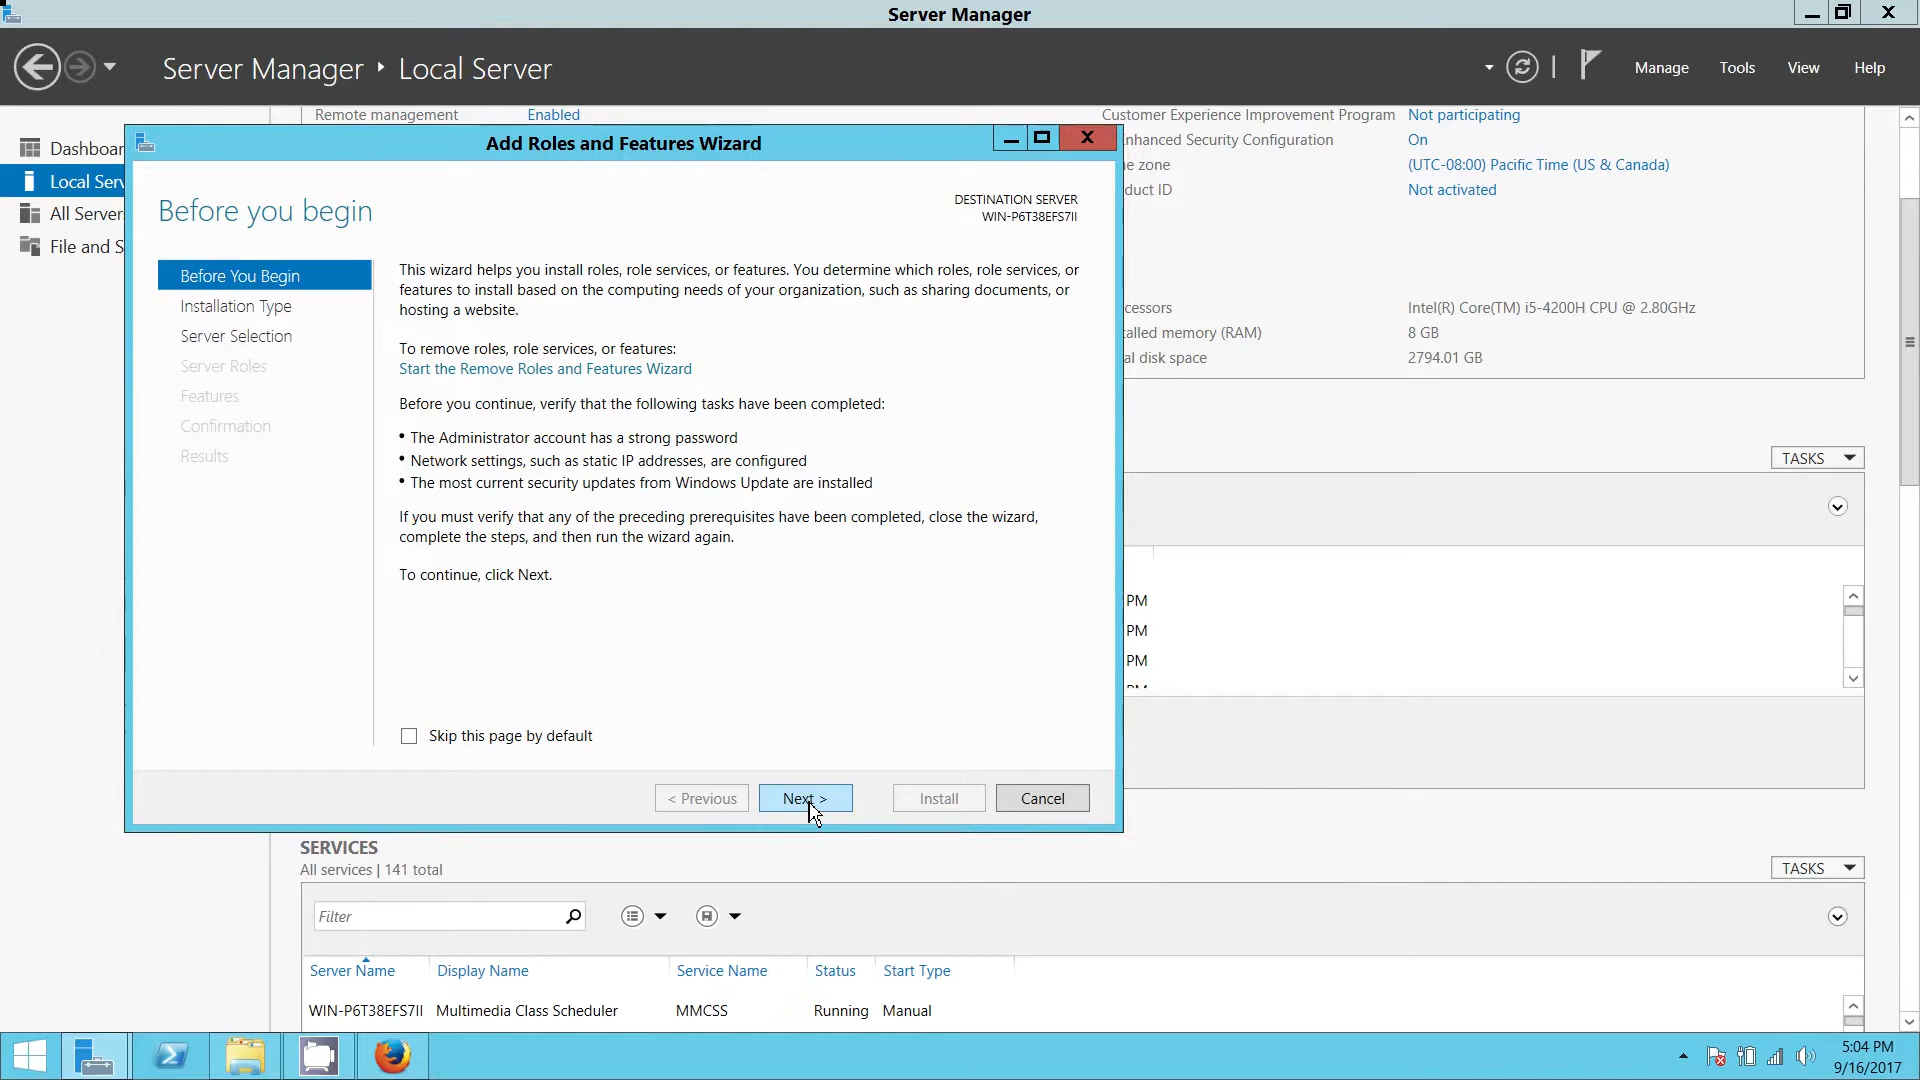 Server Manager
Server Manager
Local Server
Manage
Tools
View
Help
Dashboar
Local Serv
All Server
File and S
Remote management
Enabled
Customer Experience Improvement Program
Not participating
Enhanced Security Configuration
On
ne zone
(UTC-08:00) Pacific Time (US & Canada)
duct ID
Not activated
cessors
Intel(R) Core(TM) i5-4200H CPU @ 2.80GHz
alled memory (RAM)
8 GB
al disk space
2794.01 GB
Add Roles and Features Wizard
X
Before you begin
DESTINATION SERVER
WIN-P6T38EFS7II
Before You Begin
Installation Type
Server Selection
Server Roles
Features
Confirmation
Results
This wizard helps you install roles, role services, or features. You determine which roles, role services, or
features to install based on the computing needs of your organization, such as sharing documents, or
hosting a website.
To remove roles, role services, or features:
Start the Remove Roles and Features Wizard
Before you continue, verify that the following tasks have been completed:
• The Administrator account has a strong password
• Network settings, such as static IP addresses, are configured
• The most current security updates from Windows Update are installed
If you must verify that any of the preceding prerequisites have been completed, close the wizard,
complete the steps, and then run the wizard again.
To continue, click Next.
Skip this page by default
< Previous
Next >
Install
Cancel
TASKS
PM
PM
PM
PM
SERVICES
All services | 141 total
TASKS
Filter
Server Name
Display Name
Service Name
Status
Start Type
WIN-P6T38EFS7II
Multimedia Class Scheduler
MMCSS
Running
Manual
5:04 PM
9/16/2017